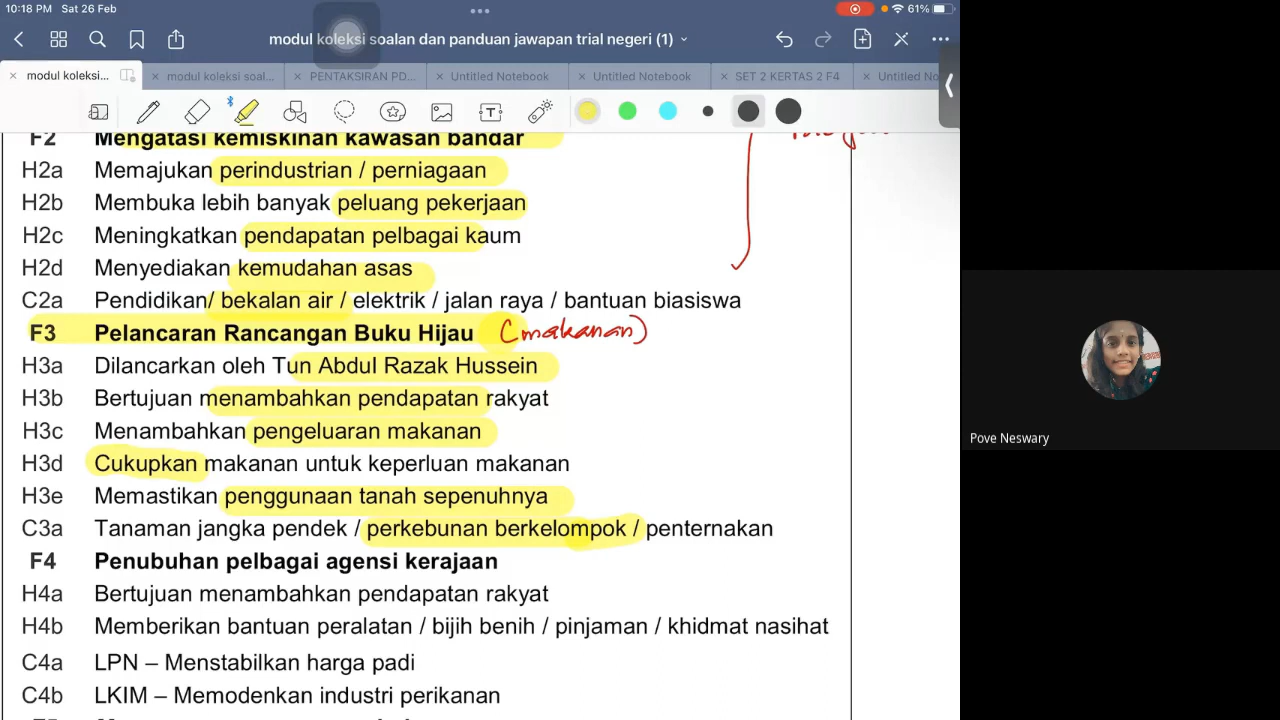 10:18 PM Sat 26 Feb
61%
modul koleksi soalan dan panduan jawapan trial negeri (1)
modul koleksi...
modul koleksi soal...
PENTAKSIRAN PD...
Untitled Notebook
Untitled Notebook
SET 2 KERTAS 2 F4
Untitled No
F2 Mengatasi kemiskinan kawasan bandar
H2a Memajukan perindustrian / perniagaan
H2b Membuka lebih banyak peluang pekerjaan
H2c Meningkatkan pendapatan pelbagai kaum
H2d Menyediakan kemudahan asas
C2a Pendidikan/ bekalan air / elektrik / jalan raya / bantuan biasiswa
F3 Pelancaran Rancangan Buku Hijau (makanan)
H3a Dilancarkan oleh Tun Abdul Razak Hussein
H3b Bertujuan menambahkan pendapatan rakyat
H3c Menambahkan pengeluaran makanan
H3d Cukupkan makanan untuk keperluan makanan
H3e Memastikan penggunaan tanah sepenuhnya
C3a Tanaman jangka pendek / perkebunan berkelompok / penternakan
F4 Penubuhan pelbagai agensi kerajaan
H4a Bertujuan menambahkan pendapatan rakyat
H4b Memberikan bantuan peralatan / bijih benih / pinjaman / khidmat nasihat
C4a LPN – Menstabilkan harga padi
C4b LKIM – Memodenkan industri perikanan
Pove Neswary